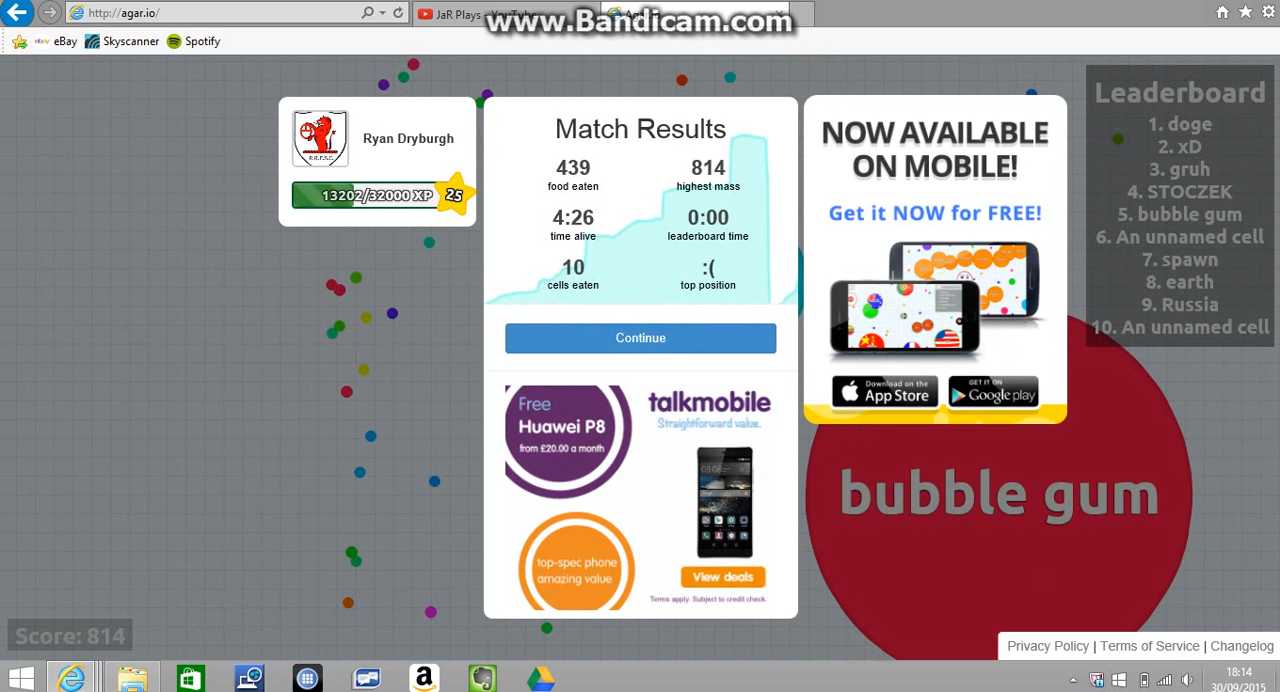 http://agar.io/
JaR Plays - YouTube
www.Bandicam.com
eBay
Skyscanner
Spotify
Ryan Dryburgh
13202/32000 XP
25
Match Results
439
food eaten
814
highest mass
4:26
time alive
0:00
leaderboard time
10
cells eaten
:(
top position
Continue
Free
Huawei P8
from £20.00 a month
talkmobile
Straightforward value.
top-spec phone
amazing value
View deals
Terms apply. Subject to credit check.
NOW AVAILABLE
ON MOBILE!
Get it NOW for FREE!
Download on the
App Store
GET IT ON
Google play
Leaderboard
1. doge
2. xD
3. gruh
4. STOCZEK
5. bubble gum
6. An unnamed cell
7. spawn
8. earth
9. Russia
10. An unnamed cell
bubble gum
Score: 814
Privacy Policy | Terms of Service | Changelog
18:14
30/09/2015